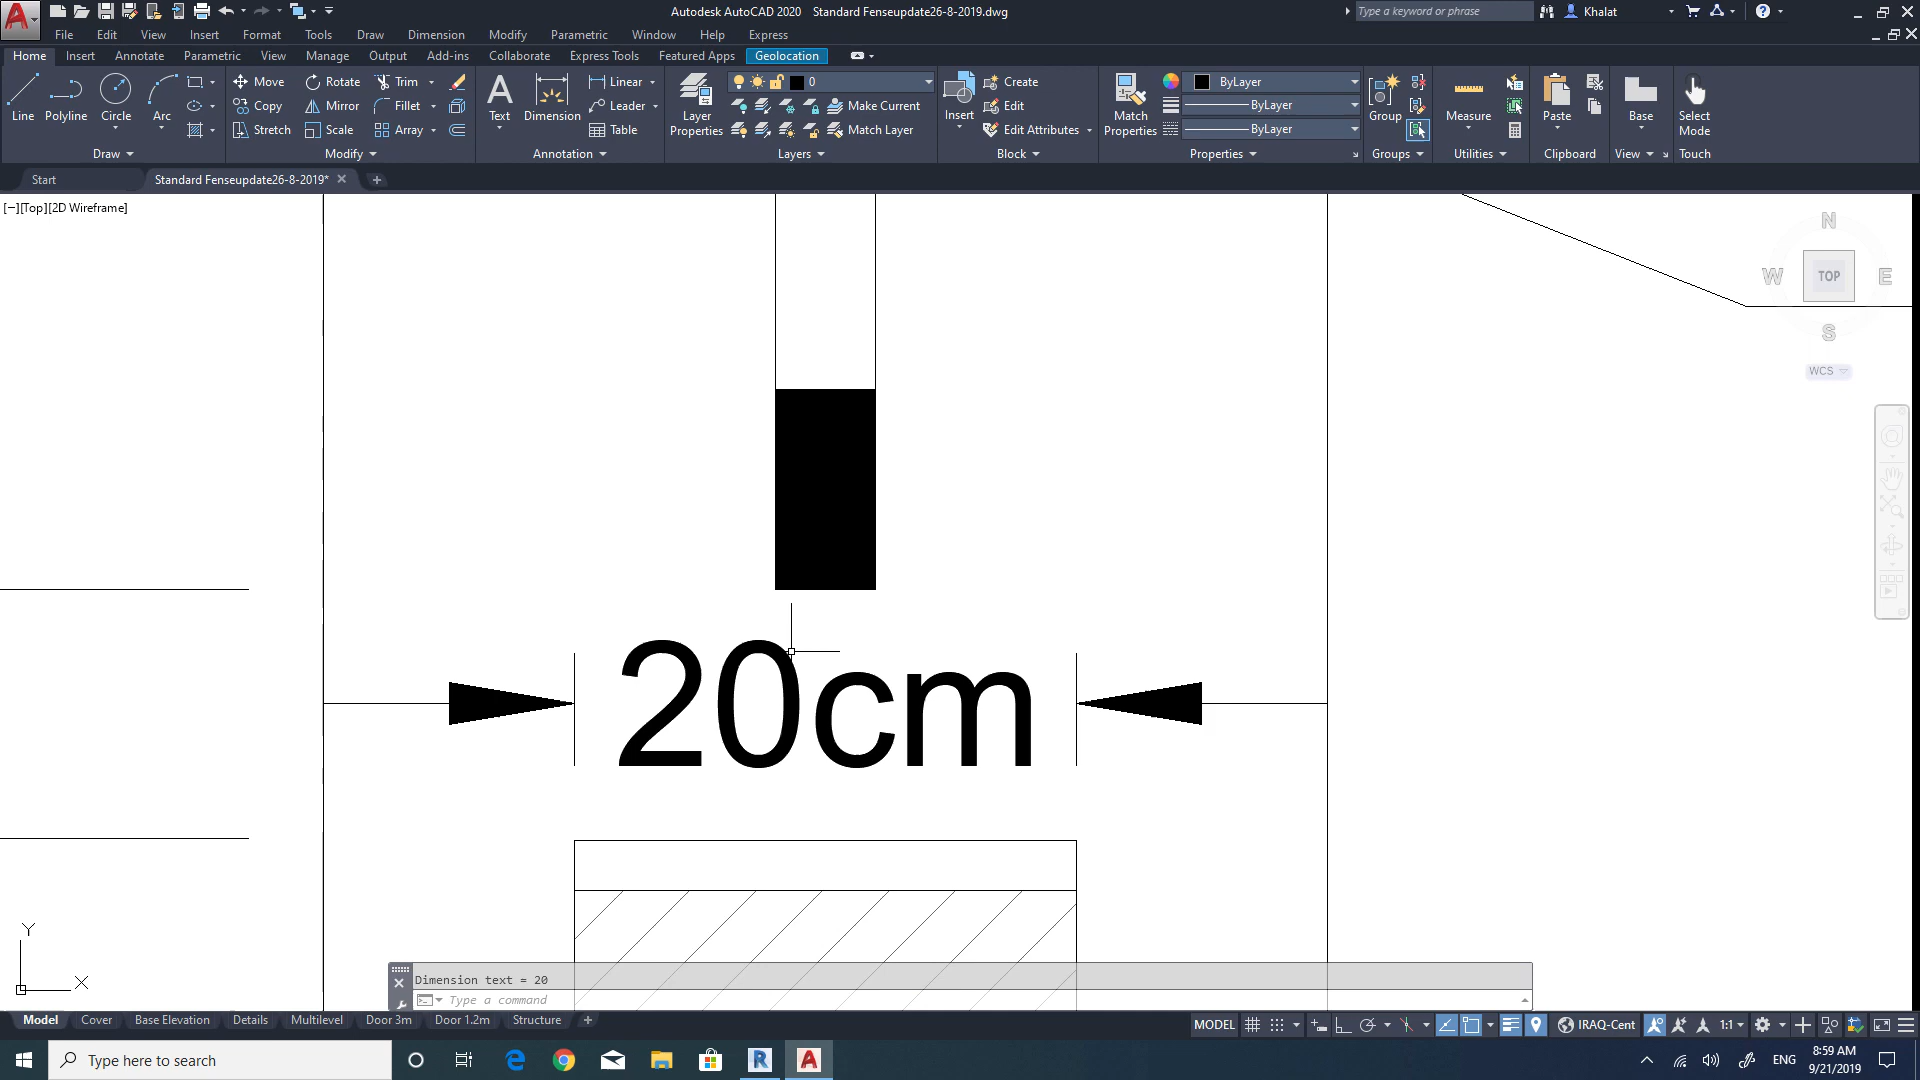 Autodesk AutoCAD 2020 Standard Fenseupdate26-8-2019.dwg
Type a keyword or phrase
Khalat
File Edit View Insert Format Tools Draw Dimension Modify Parametric Window Help Express
Home Insert Annotate Parametric View Manage Output Add-ins Collaborate Express Tools Featured Apps Geolocation
Line Polyline Circle Arc
Move Rotate Trim
Copy Mirror Fillet
Stretch Scale Array
Text Dimension
Linear
Leader
Table
Layer Properties
0
Make Current
Match Layer
Insert
Create
Edit
Edit Attributes
Match Properties
ByLayer
ByLayer
ByLayer
Group
Measure
Paste
Base
Select Mode
Draw Modify Annotation Layers Block Properties Groups Utilities Clipboard View Touch
Start Standard Fenseupdate26-8-2019*
[−][Top][2D Wireframe]
N
W TOP E
S
WCS
20cm
Y
X
Dimension text = 20
Type a command
Model Cover Base Elevation Details Multilevel Door 3m Door 1.2m Structure
MODEL IRAQ-Cent 1:1
Type here to search
ENG
8:59 AM
9/21/2019